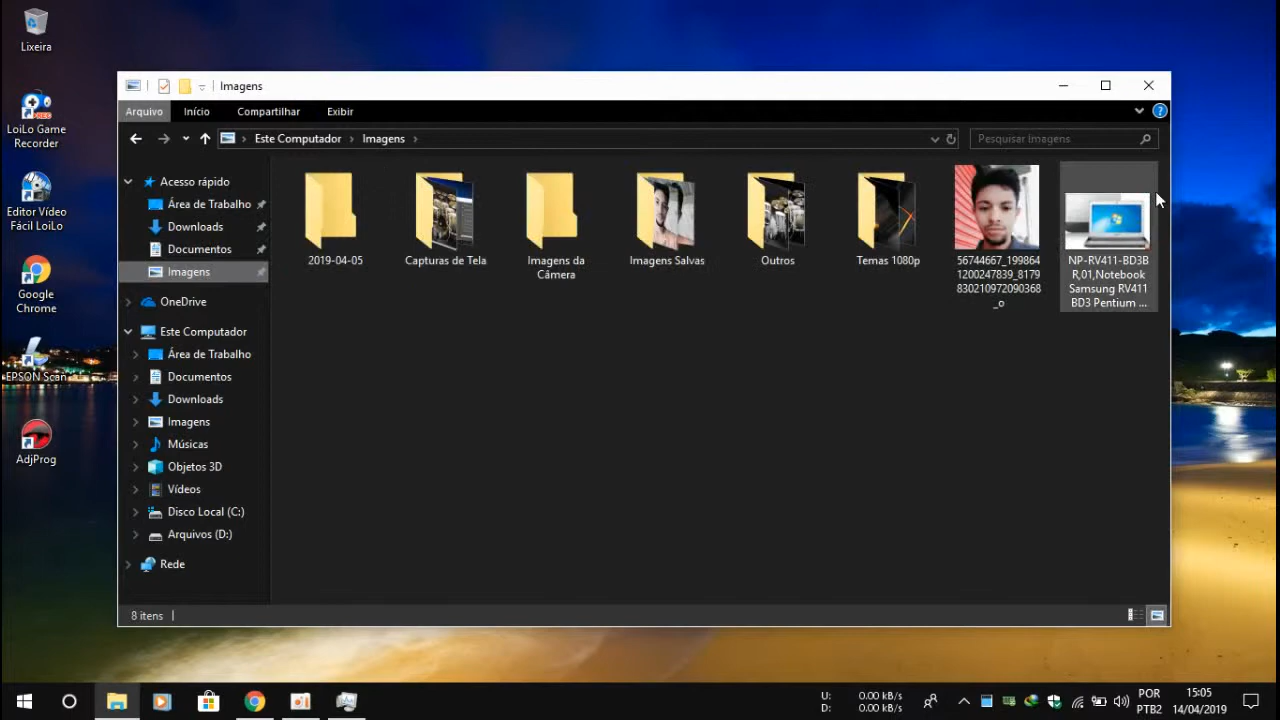 Lixeira
LoiLo Game
Recorder
Editor Vídeo
Fácil LoiLo
Google
Chrome
EPSON Scan
AdjProg
Imagens
Arquivo
Início
Compartilhar
Exibir
Este Computador
Imagens
Pesquisar Imagens
Acesso rápido
Área de Trabalho
Downloads
Documentos
Imagens
OneDrive
Este Computador
Área de Trabalho
Documentos
Downloads
Imagens
Músicas
Objetos 3D
Vídeos
Disco Local (C:)
Arquivos (D:)
Rede
2019-04-05
Capturas de Tela
Imagens da
Câmera
Imagens Salvas
Outros
Temas 1080p
56744667_199864
1200247839_8179
830210972090368
_o
NP-RV411-BD3B
R,01,Notebook
Samsung RV411
BD3 Pentium ...
8 itens
U: 0.00 kB/s
D: 0.00 kB/s
POR
PTB2
15:05
14/04/2019